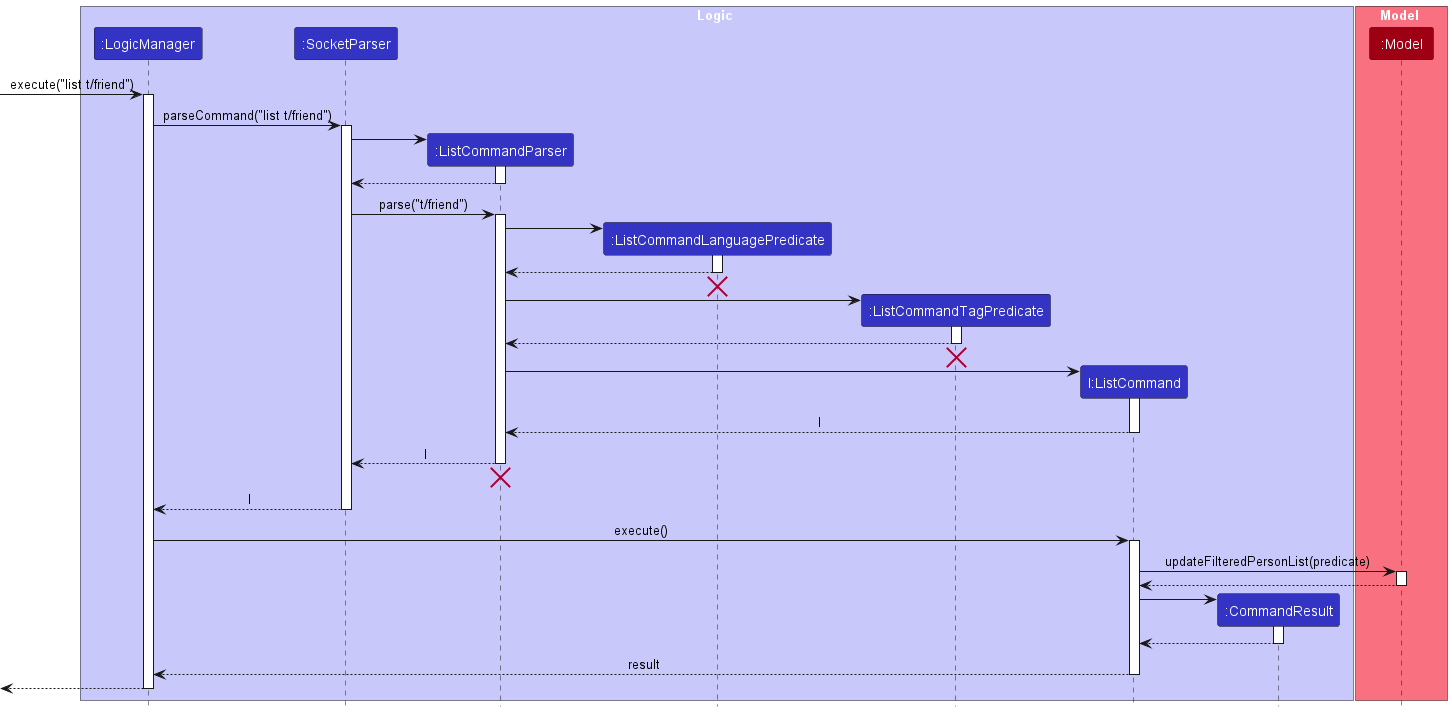 Logic
Model
:LogicManager
:SocketParser
:Model
execute("list t/friend")
parseCommand("list t/friend")
:ListCommandParser
parse("t/friend")
:ListCommandLanguagePredicate
:ListCommandTagPredicate
l:ListCommand
l
l
l
execute()
updateFilteredPersonList(predicate)
:CommandResult
result